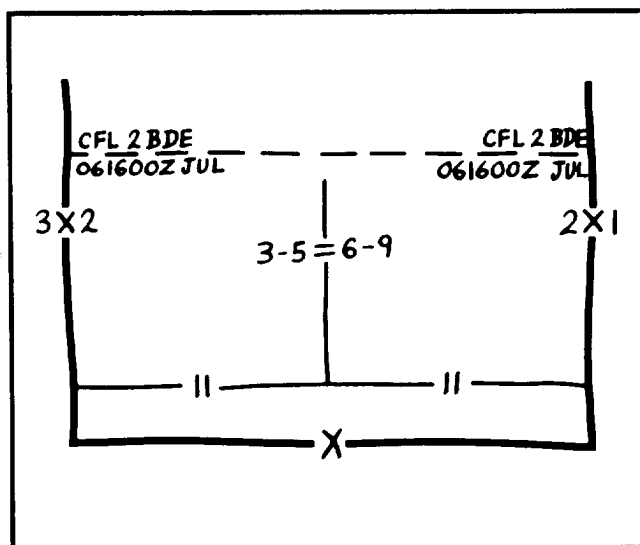 CFL 2 BDE
061600Z JUL
CFL 2 BDE
061600Z JUL
3X2
2X1
3-5=6-9
II
II
X